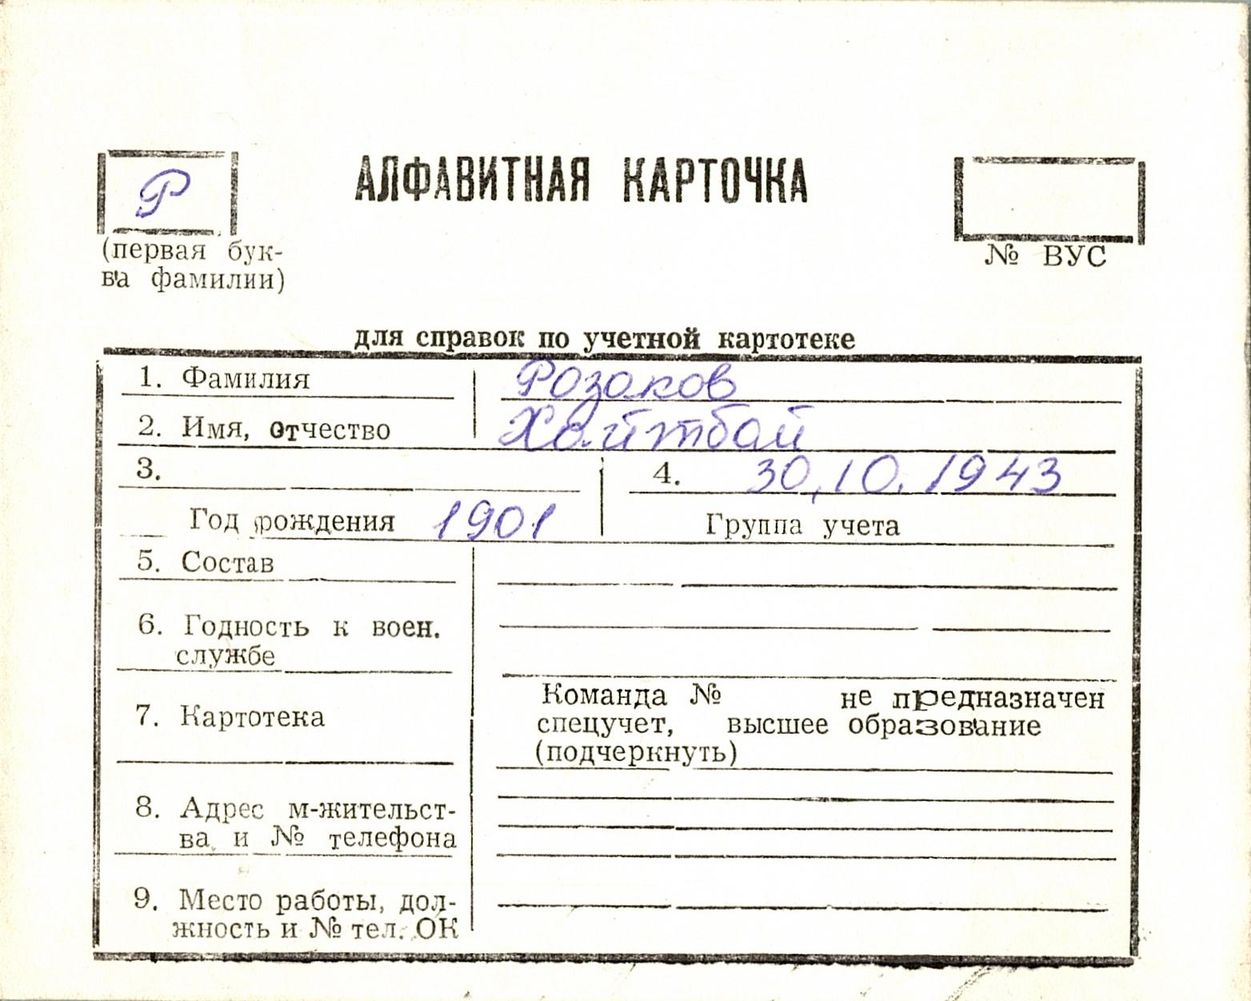 Р
АЛФАВИТНАЯ КАРТОЧКА
(первая бук-
ва фамилии)
№ ВУС
для справок по учетной картотеке
1. Фамилия Розоков
2. Имя, отчество Хойтбой
3. 4. 30.10.1943
Год рождения 1901 Группа учета
5. Состав
6. Годность к воен.
службе
7. Картотека
Команда № не предназначен
спецучет, высшее образование
(подчеркнуть)
8. Адрес м-жительст-
ва и № телефона
9. Место работы, дол-
жность и № тел. ОК